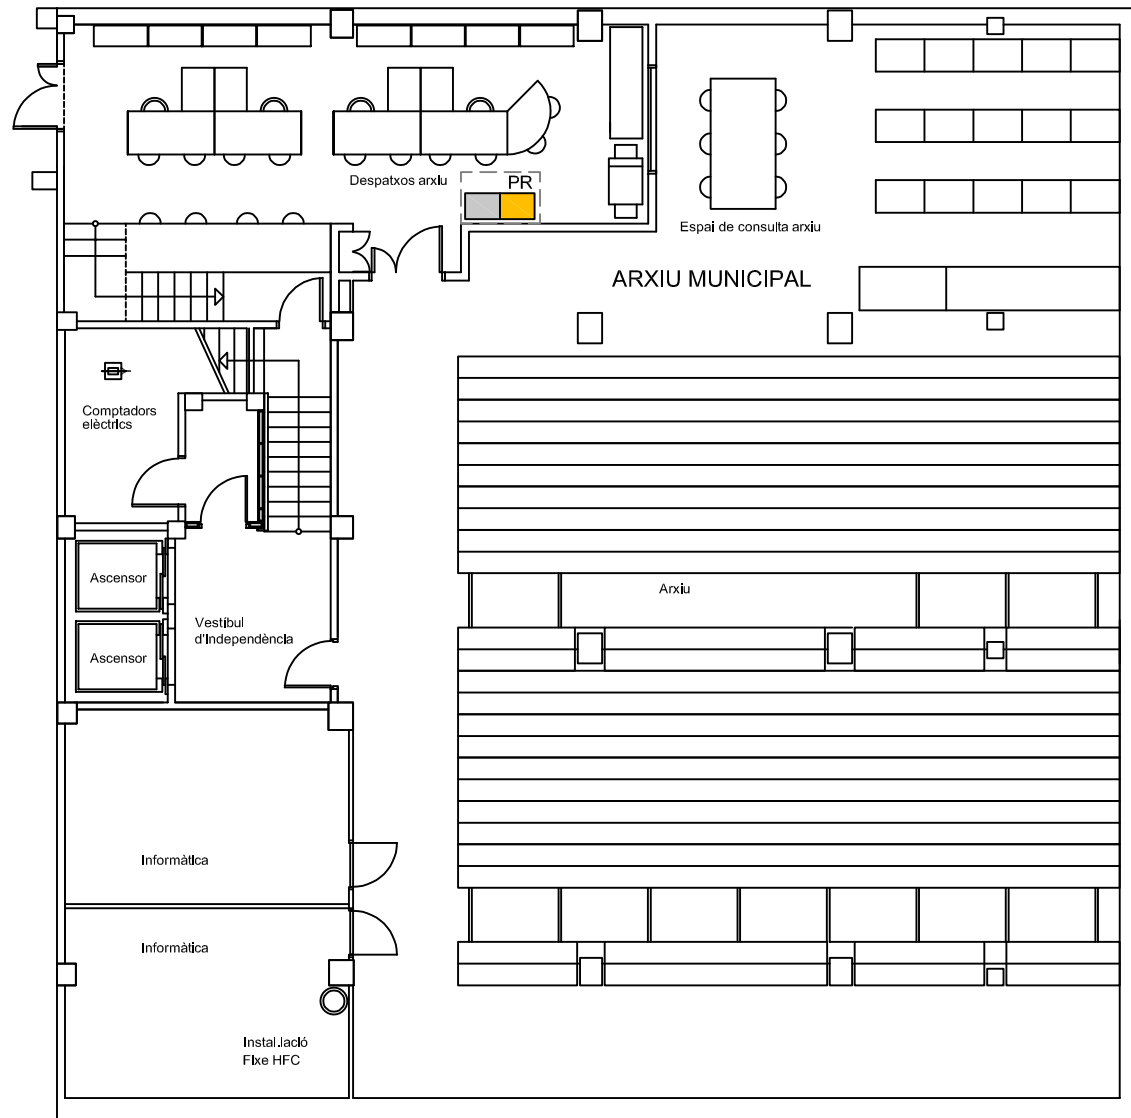 Despatxos arxiu
PR
Espai de consulta arxiu
ARXIU MUNICIPAL
Comptadors
elèctrics
Ascensor
Arxiu
Vestíbul
d'Independència
Ascensor
Informàtica
Informàtica
Instal.lació
Fixe HFC